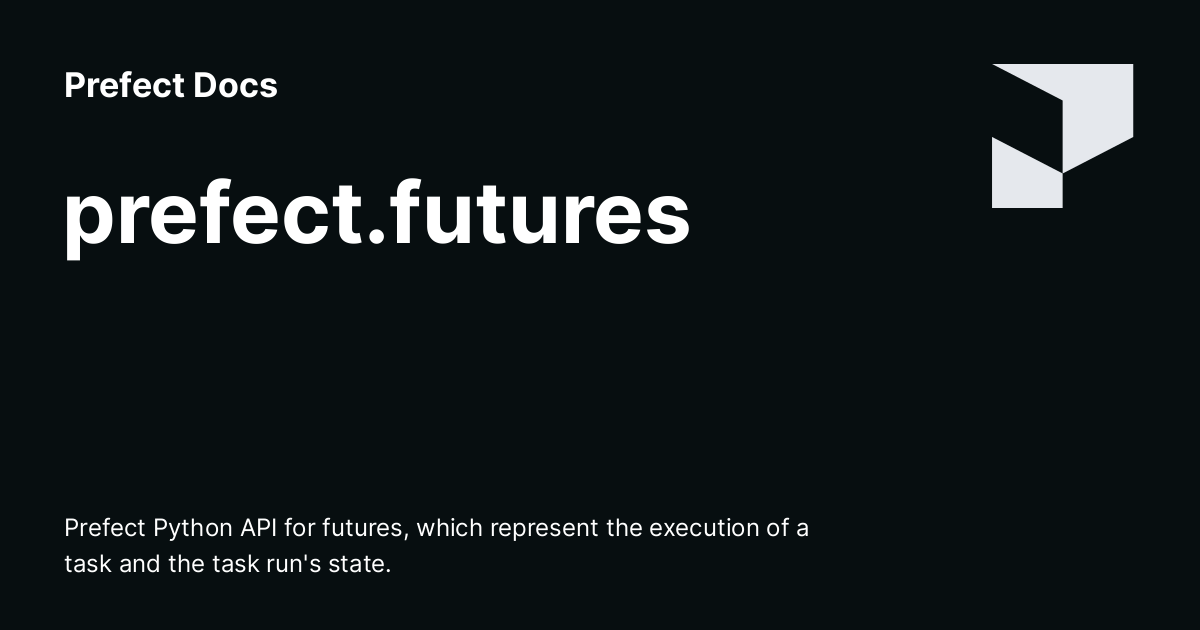 Prefect Docs
prefect.futures
Prefect Python API for futures, which represent the execution of a
task and the task run's state.